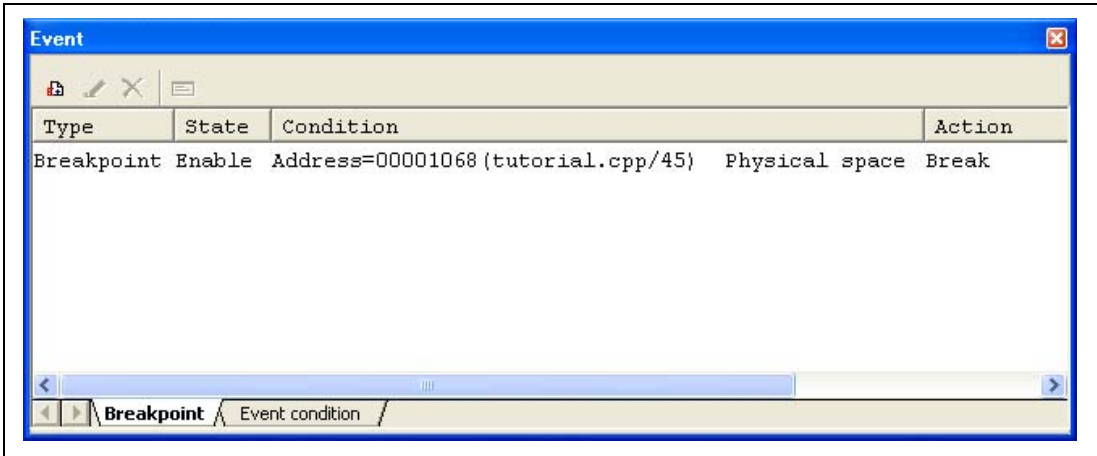 Event
Type State Condition Action
Breakpoint Enable Address=00001068(tutorial.cpp/45) Physical space Break
Breakpoint Event condition